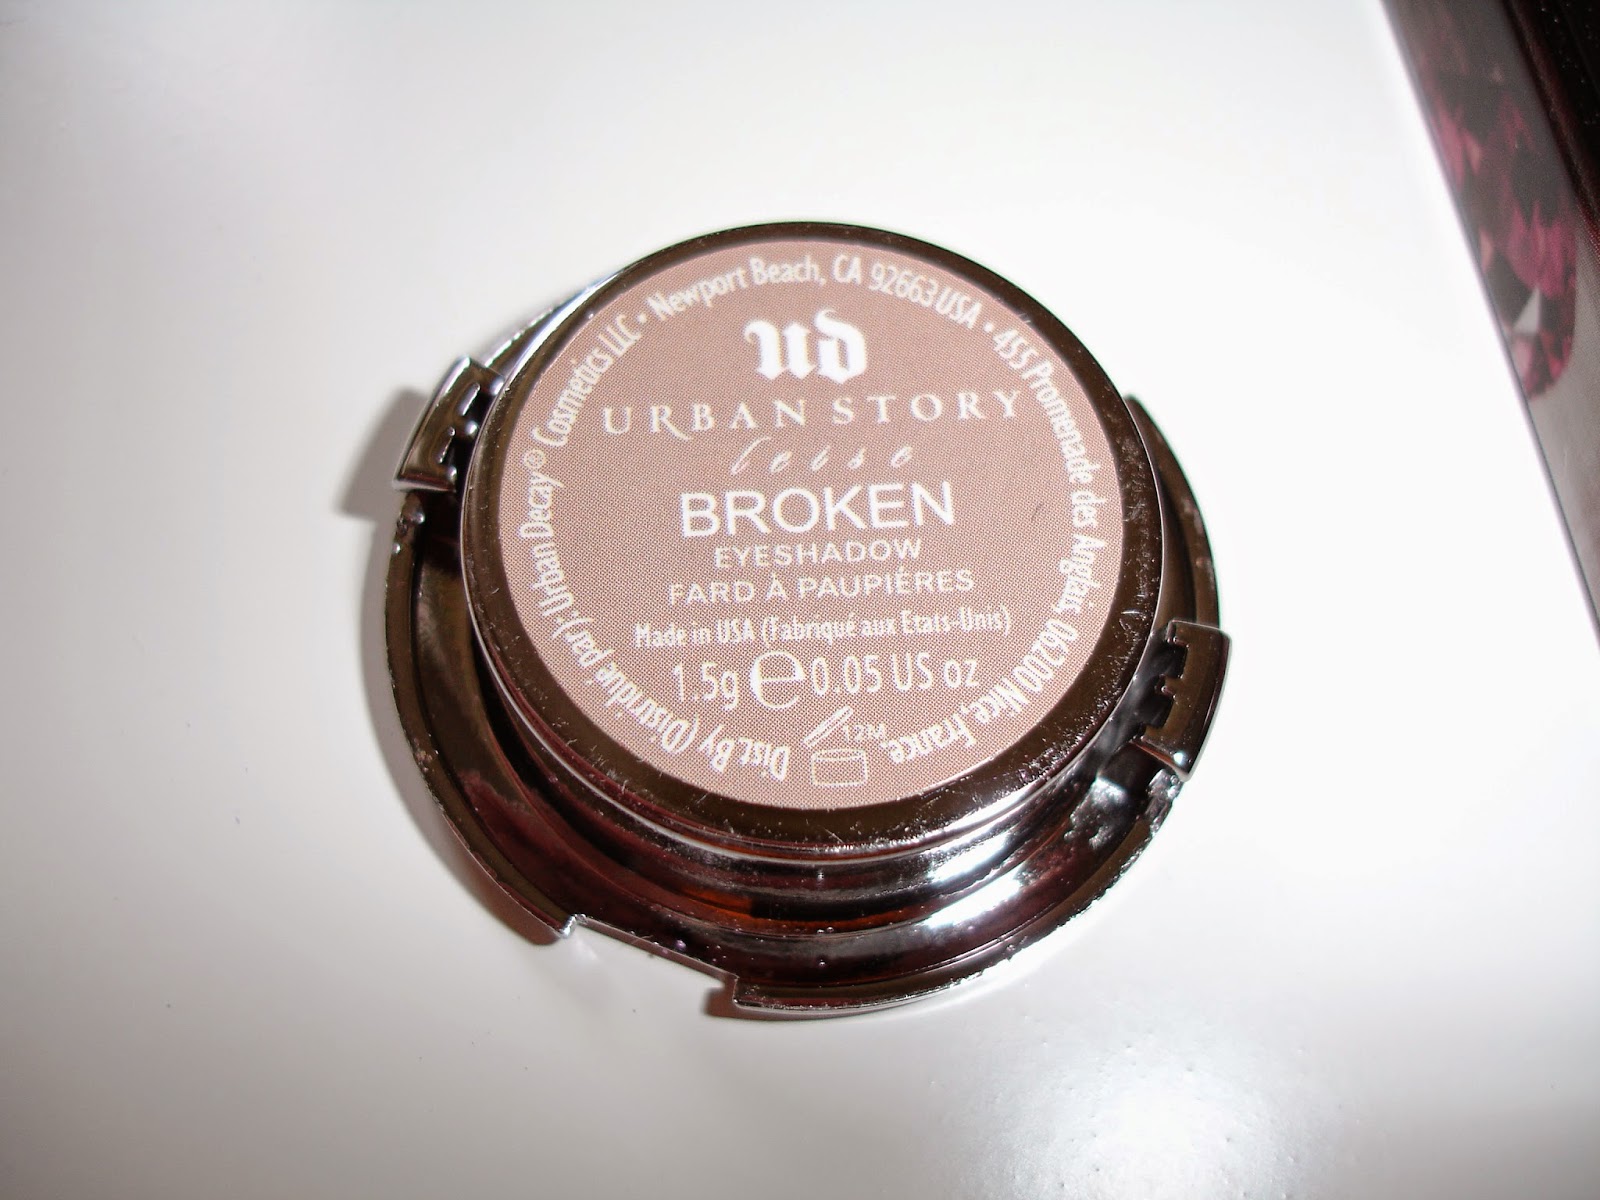 ud
URBAN STORY
leise
BROKEN
EYESHADOW
FARD À PAUPIÉRES
Made in USA (Fabriqué aux Etats-Unis)
1.5g e 0.05 US oz
12M
Dist. By (Distridué par): Urban Decay® Cosmetics LLC • Newport Beach, CA 92663 USA • 455 Promenade des Anglais, 06200 Nice, France